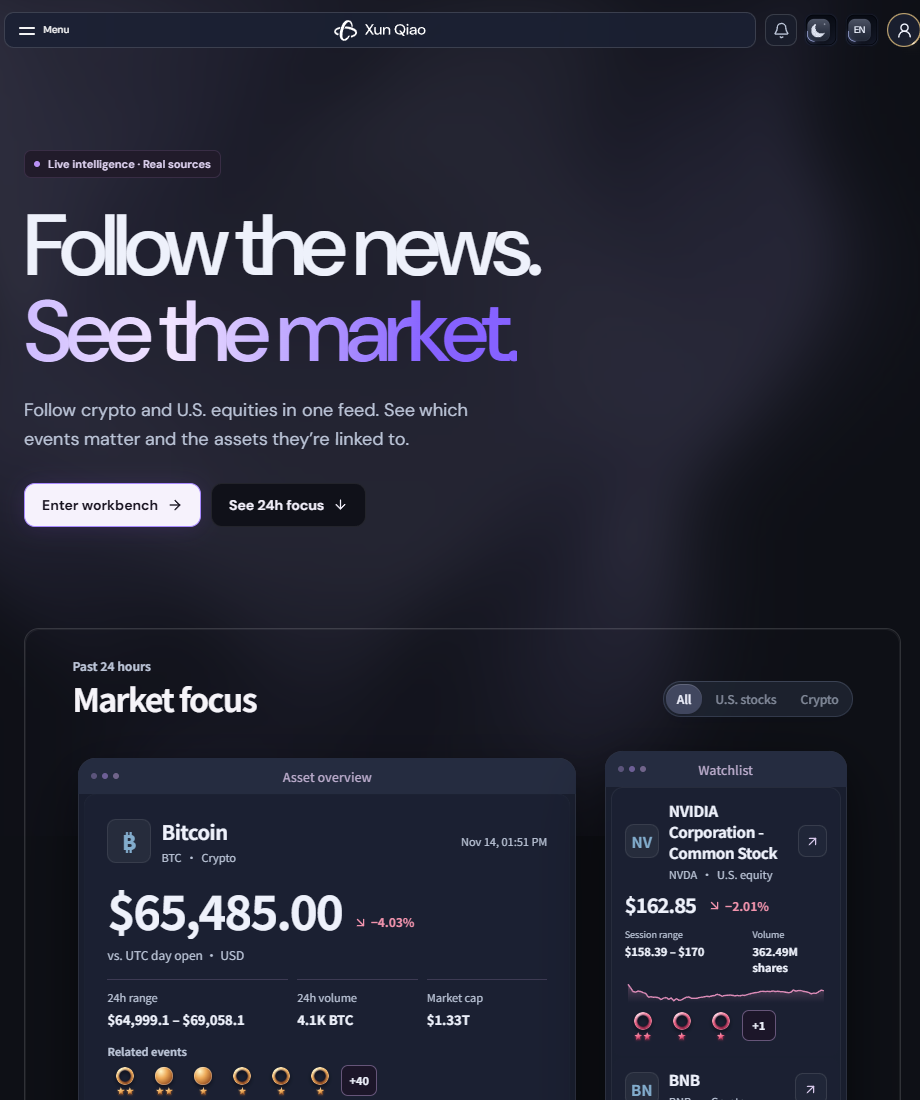 Menu
Xun Qiao
EN
Live intelligence · Real sources
Follow the news.
See the market.
Follow crypto and U.S. equities in one feed. See which
events matter and the assets they’re linked to.
Enter workbench →
See 24h focus ↓
Past 24 hours
Market focus
All
U.S. stocks
Crypto
Asset overview
Bitcoin
BTC • Crypto
Nov 14, 01:51 PM
$65,485.00 ↘ −4.03%
vs. UTC day open • USD
24h range
24h volume
Market cap
$64,999.1 – $69,058.1
4.1K BTC
$1.33T
Related events
+40
Watchlist
NV
NVIDIA
Corporation -
Common Stock
NVDA • U.S. equity
$162.85 ↘ −2.01%
Session range
Volume
$158.39 – $170
362.49M
shares
+1
BN
BNB